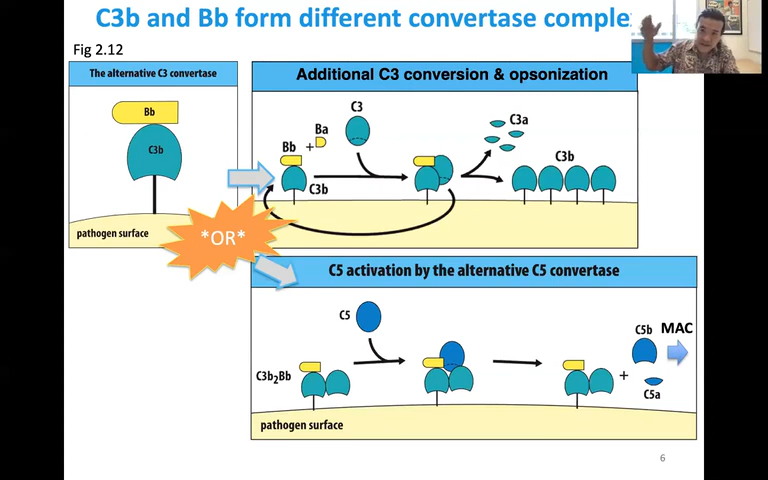 C3b and Bb form different convertase
Fig 2.12
The alternative C3 convertase
Bb
C3b
pathogen surface
*OR*
Additional C3 conversion & opsonization
C3
Ba
Bb +
C3b
C3a
C3b
C5 activation by the alternative C5 convertase
C5
C3b2Bb
+
C5b MAC
C5a
pathogen surface
6